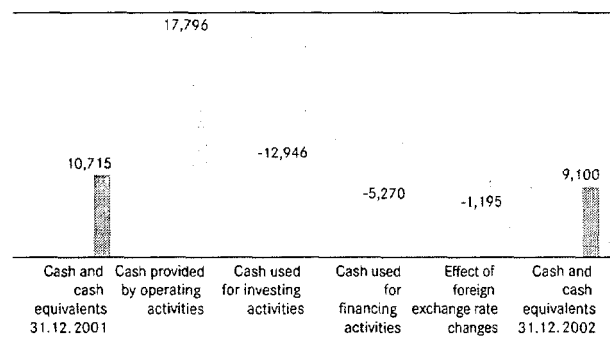 17,796
10,715
-12,946
-5,270
-1,195
9,100
Cash and
cash
equivalents
31.12.2001
Cash provided
by operating
activities
Cash used
for investing
activities
Cash used
for
financing
activities
Effect of
foreign
exchange rate
changes
Cash and
cash
equivalents
31.12.2002